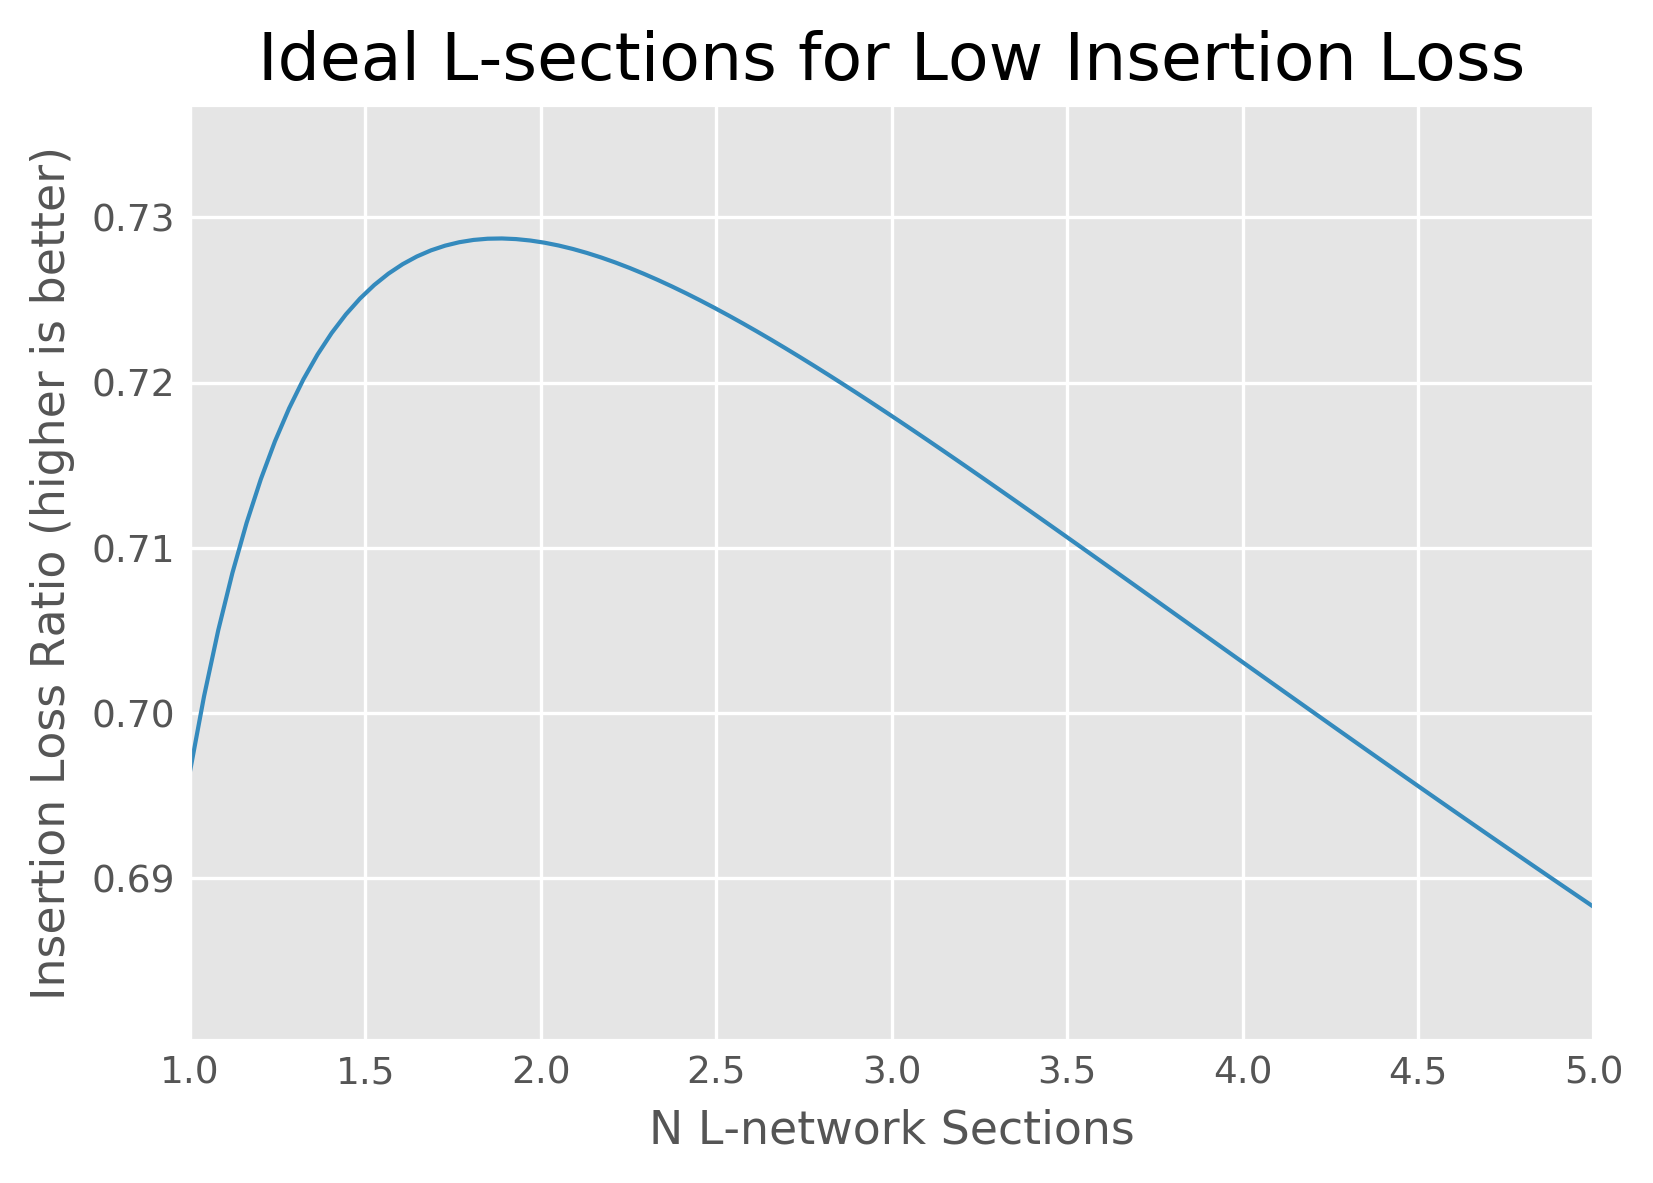 Ideal L-sections for Low Insertion Loss
Insertion Loss Ratio (higher is better)
0.73
0.72
0.71
0.70
0.69
1.0 1.5 2.0 2.5 3.0 3.5 4.0 4.5 5.0
N L-network Sections